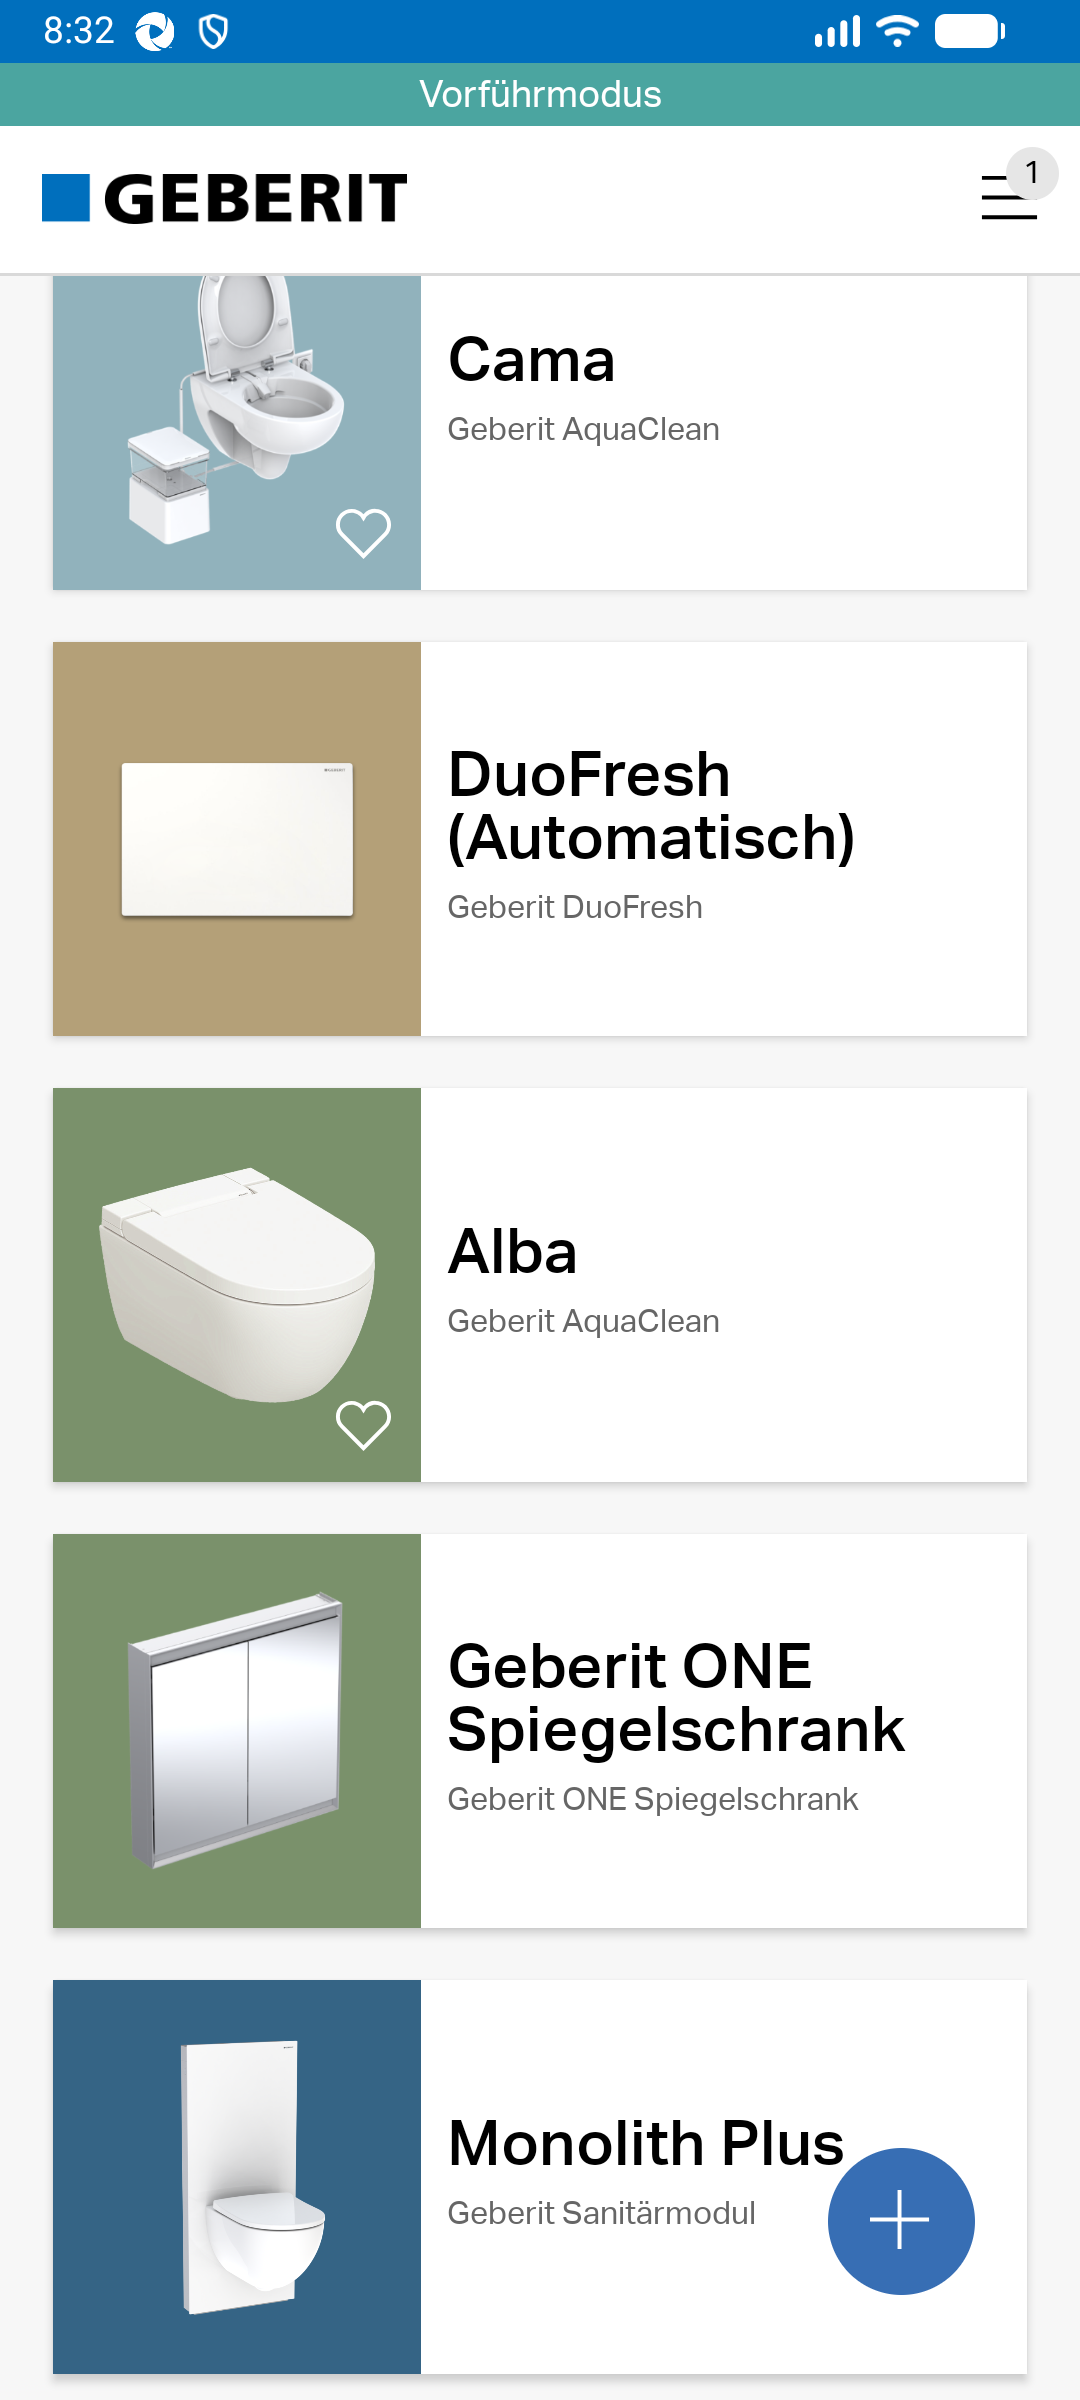 8:32
Vorführmodus
GEBERIT
1
Cama
Geberit AquaClean
DuoFresh
(Automatisch)
Geberit DuoFresh
Alba
Geberit AquaClean
Geberit ONE
Spiegelschrank
Geberit ONE Spiegelschrank
Monolith Plus
Geberit Sanitärmodul